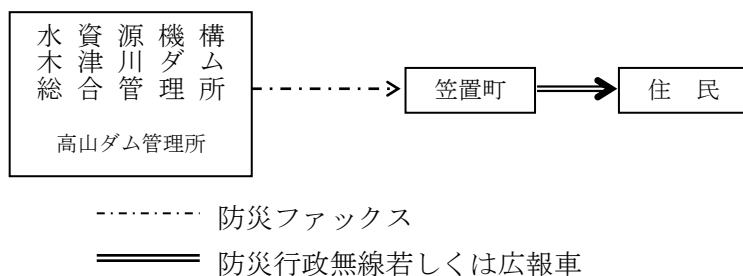 水資源機構
木津川ダム
総合管理所
高山ダム管理所
笠置町
住　民
防災ファックス
防災行政無線若しくは広報車